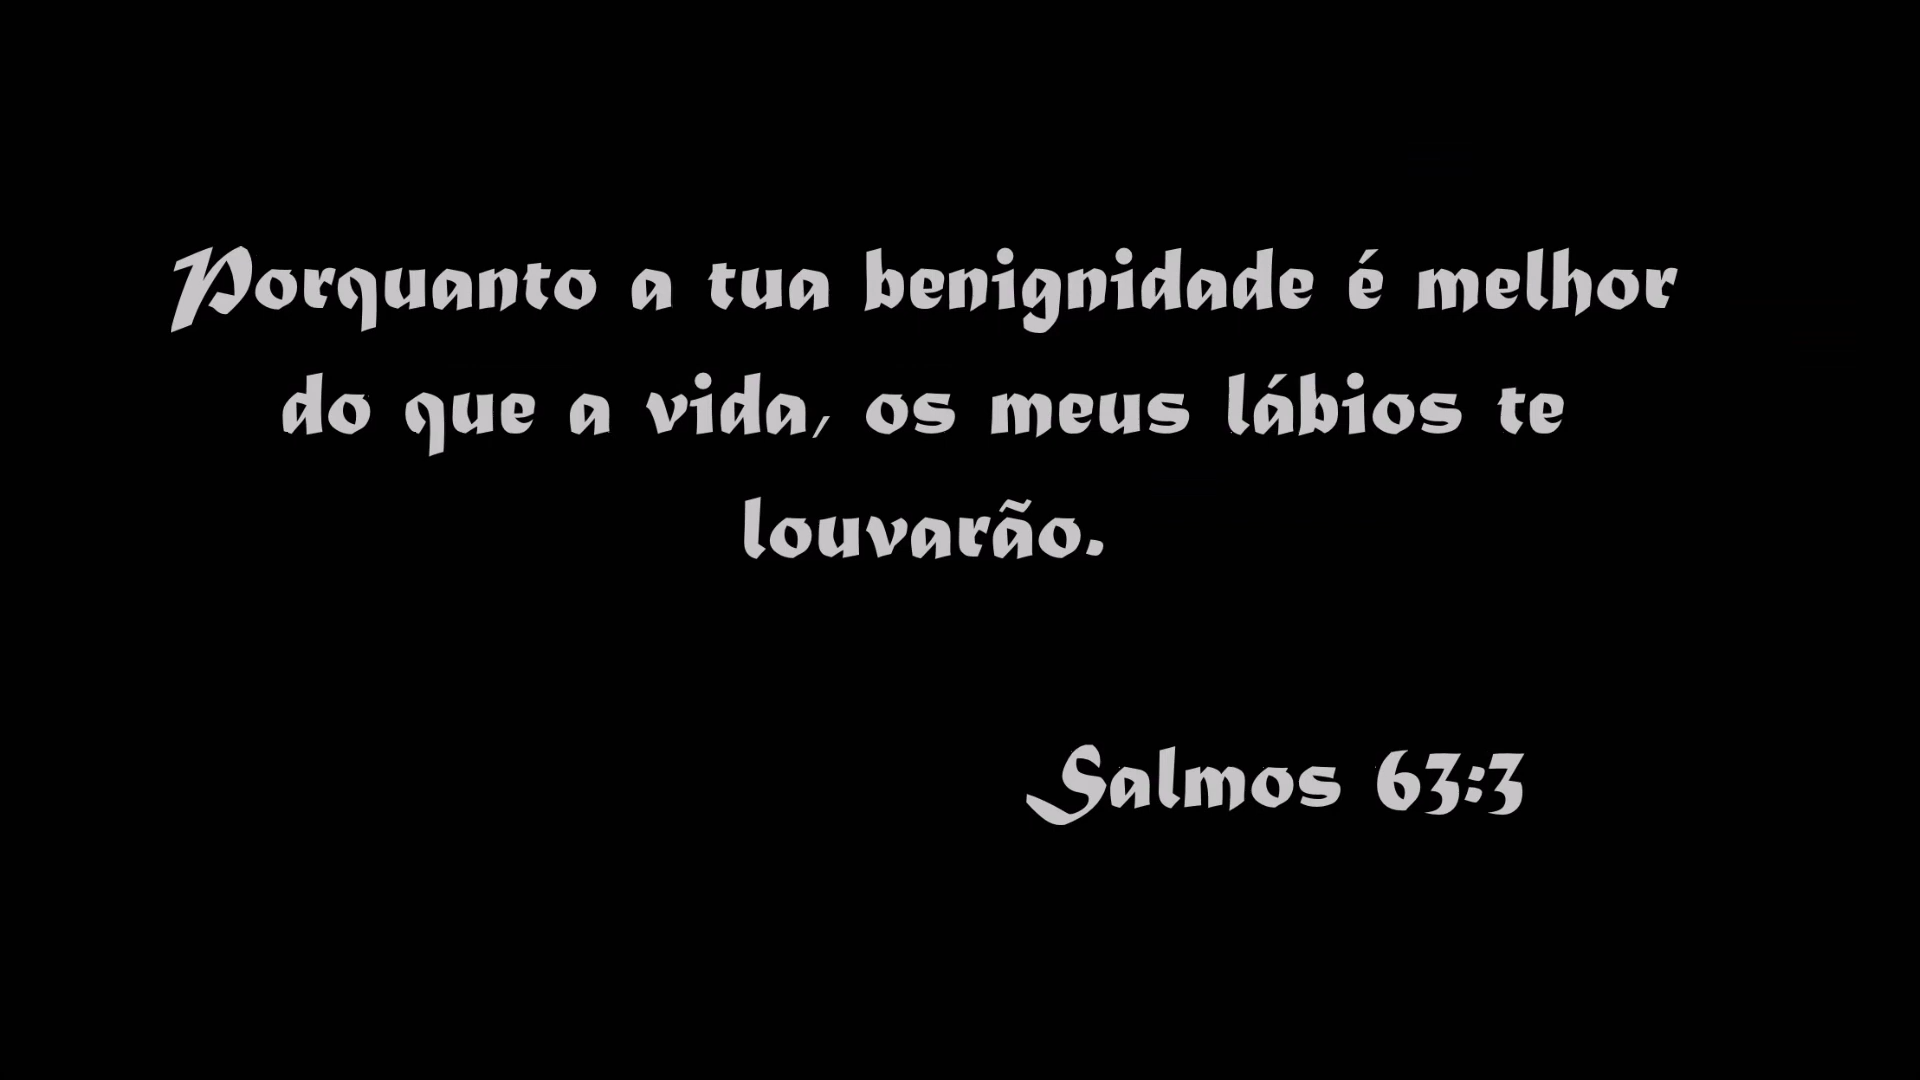 Porquanto a tua benignidade é melhor
do que a vida, os meus lábios te
louvarão.
Salmos 63:3